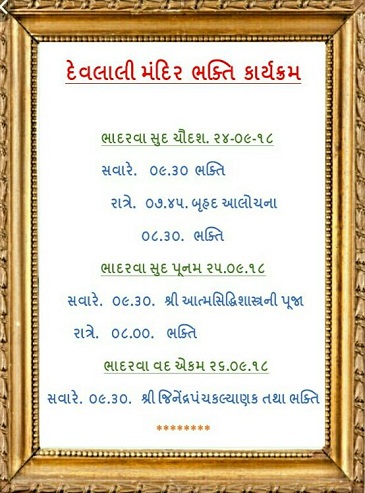 દેવલાલી મંદિર ભક્તિ કાર્યક્રમ
ભાદરવા સુદ ચૌદશ. ૨૪-૦૯-૧૮
સવારે. ૦૯.૩૦ ભક્તિ
રાત્રે. ૦૭.૪૫. બૃહદ આલોચના
૦૮.૩૦. ભક્તિ
ભાદરવા સુદ પૂનમ ૨૫.૦૯.૧૮
સવારે. ૦૯.૩૦. શ્રી આત્મસિદ્ધિશાસ્ત્રની પૂજા
રાત્રે. ૦૮.૦૦. ભક્તિ
ભાદરવા વદ એકમ ૨૬.૦૯.૧૮
સવારે. ૦૯.૩૦. શ્રી જિનેંદ્રપંચકલ્યાણક તથા ભક્તિ
********